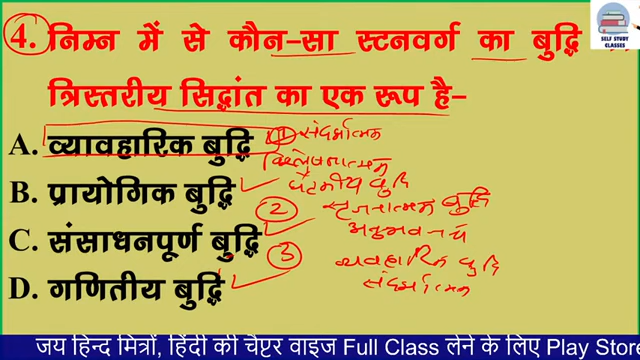 4. निम्न में से कौन-सा स्टनवर्ग का बुद्धि
त्रिस्तरीय सिद्धांत का एक रूप है-
A. व्यावहारिक बुद्धि
B. प्रायोगिक बुद्धि
C. संसाधनपूर्ण बुद्धि
D. गणितीय बुद्धि
1 संदर्भात्मक
विश्लेषणात्मक
घटकीय बुद्धि
2 सृजनात्मक बुद्धि
अनुभवजन्य
3 व्यवहारिक बुद्धि
संदर्भात्मक
SELF STUDY
CLASSES
जय हिन्द मित्रों, हिंदी की चैप्टर वाइज Full Class लेने के लिए Play Store